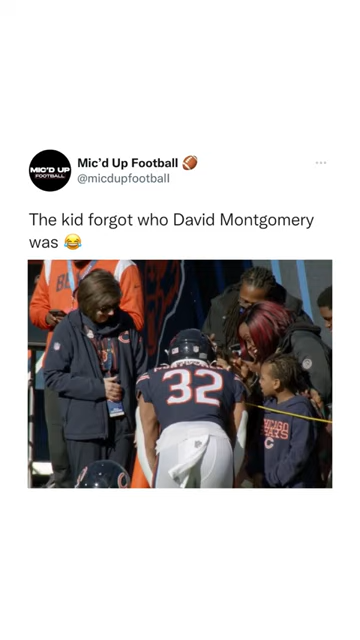 MIC'D UP
FOOTBALL
Mic'd Up Football 🏈
@micdupfootball
The kid forgot who David Montgomery
was 😂
32
CHICAGO
BEARS
C